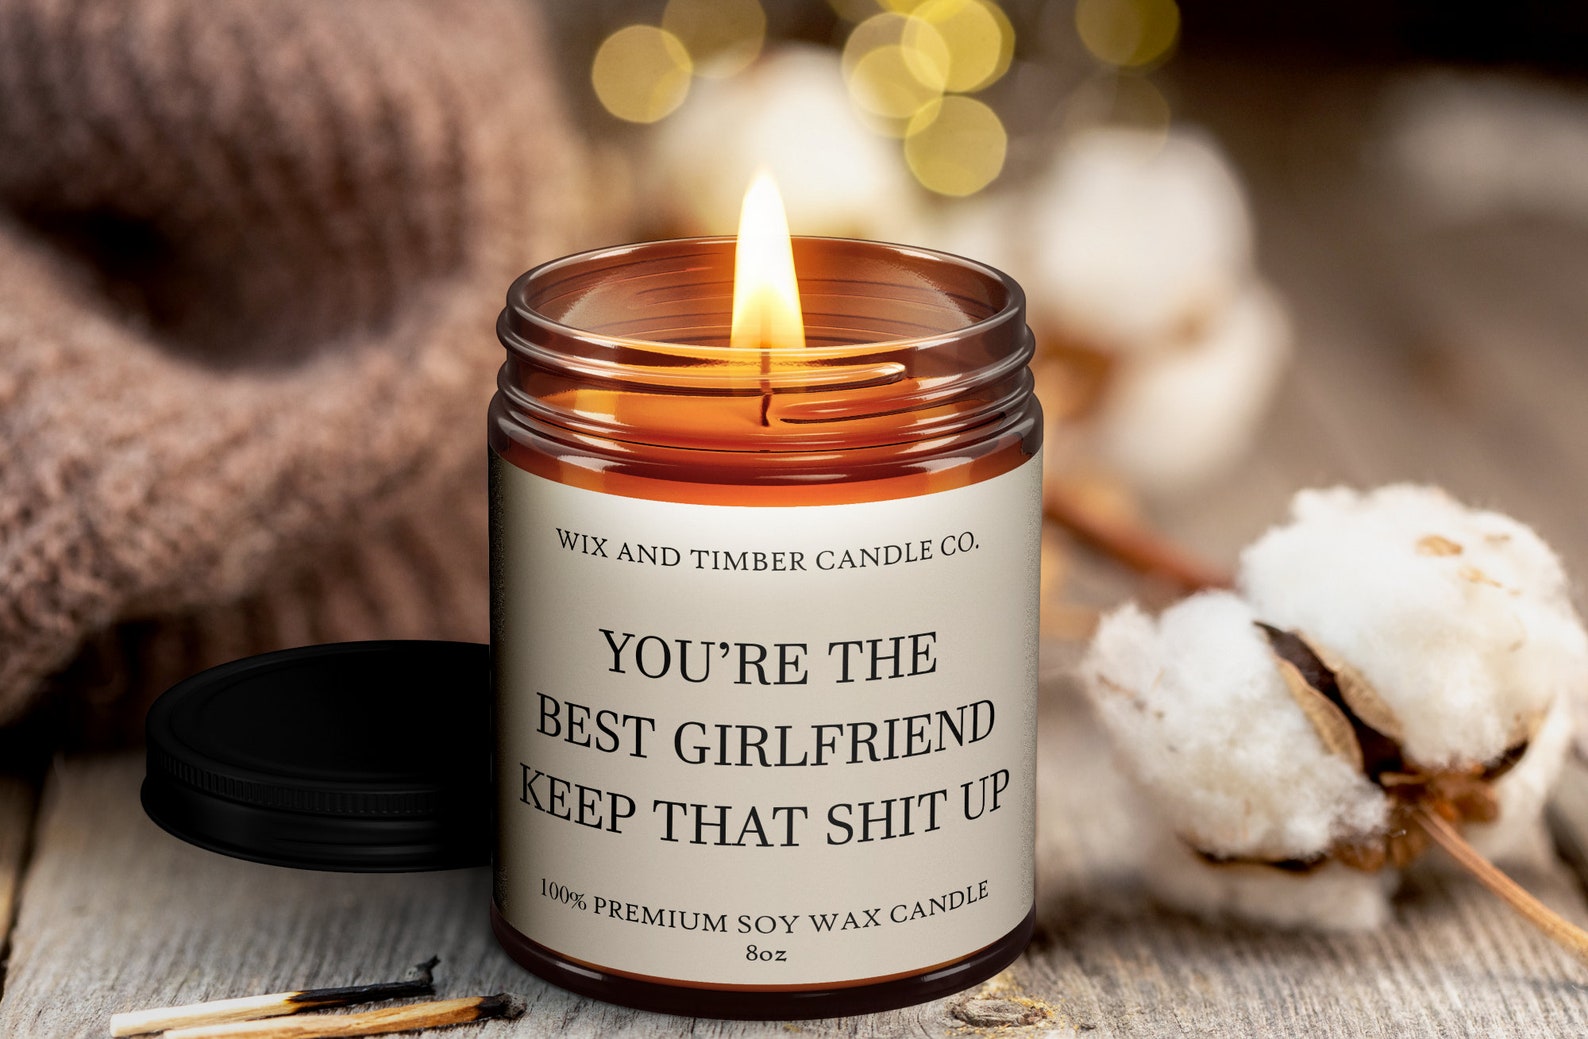 WIX AND TIMBER CANDLE CO.
YOU’RE THE
BEST GIRLFRIEND
KEEP THAT SHIT UP
100% PREMIUM SOY WAX CANDLE
8oz